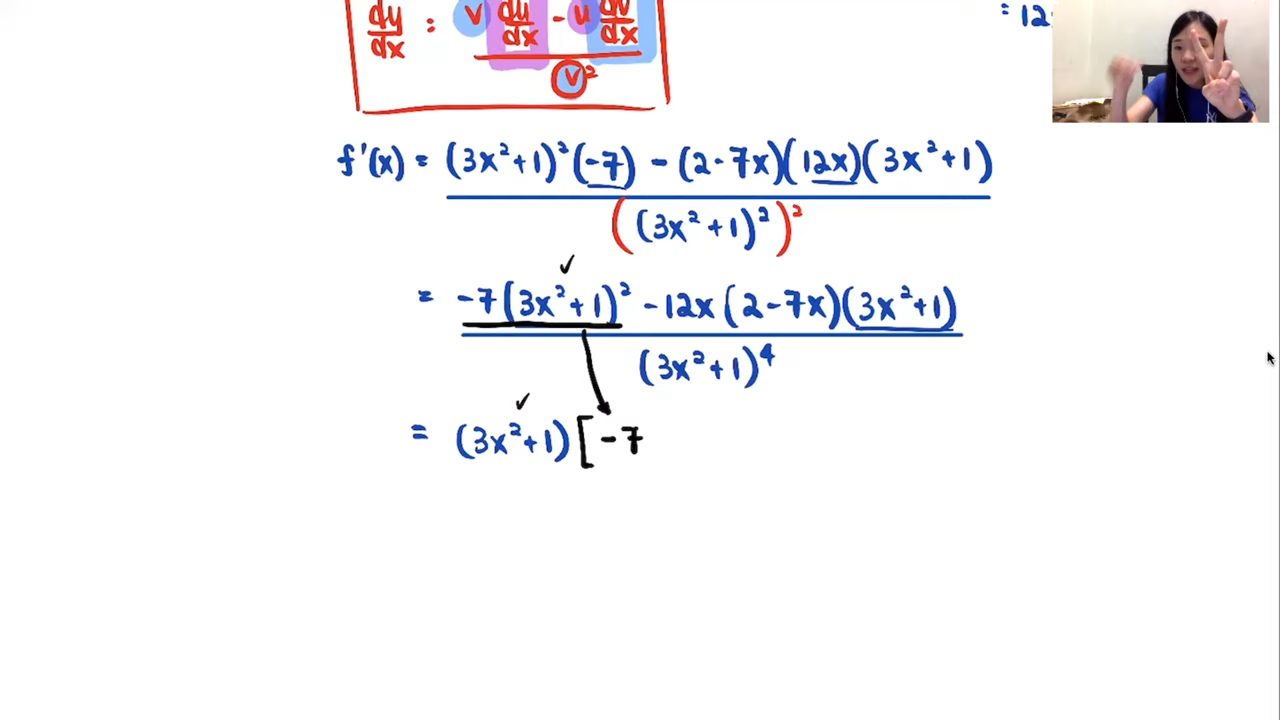 dy/dx = (v du/dx - u dv/dx) / v²
= 12x
f'(x) = ((3x²+1)²(-7) - (2-7x)(12x)(3x²+1)) / ((3x²+1)²)²
= (-7(3x²+1)² - 12x(2-7x)(3x²+1)) / (3x²+1)⁴
= (3x²+1)[-7